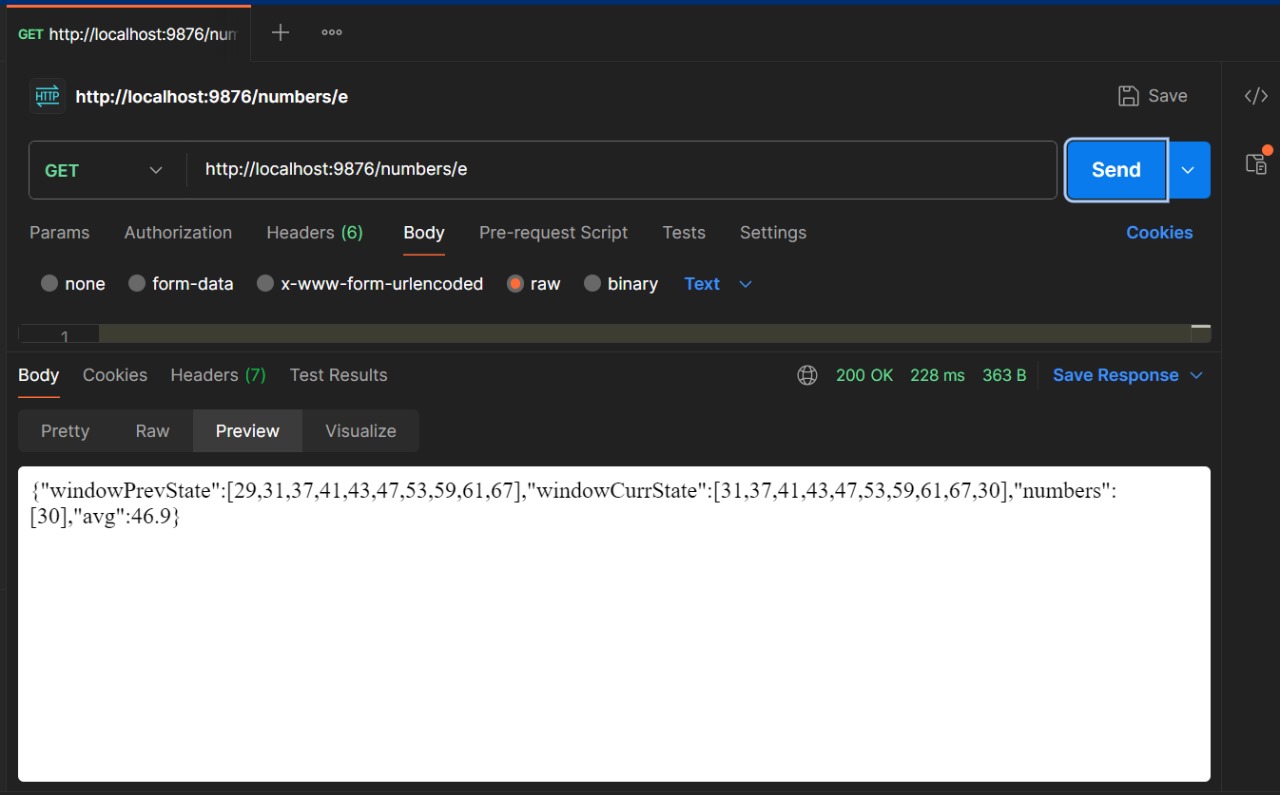 GET http://localhost:9876/num
HTTP http://localhost:9876/numbers/e Save </>
GET http://localhost:9876/numbers/e Send
Params Authorization Headers (6) Body Pre-request Script Tests Settings Cookies
none form-data x-www-form-urlencoded raw binary Text
1
Body Cookies Headers (7) Test Results 200 OK 228 ms 363 B Save Response
Pretty Raw Preview Visualize
{"windowPrevState":[29,31,37,41,43,47,53,59,61,67],"windowCurrState":[31,37,41,43,47,53,59,61,67,30],"numbers":
[30],"avg":46.9}